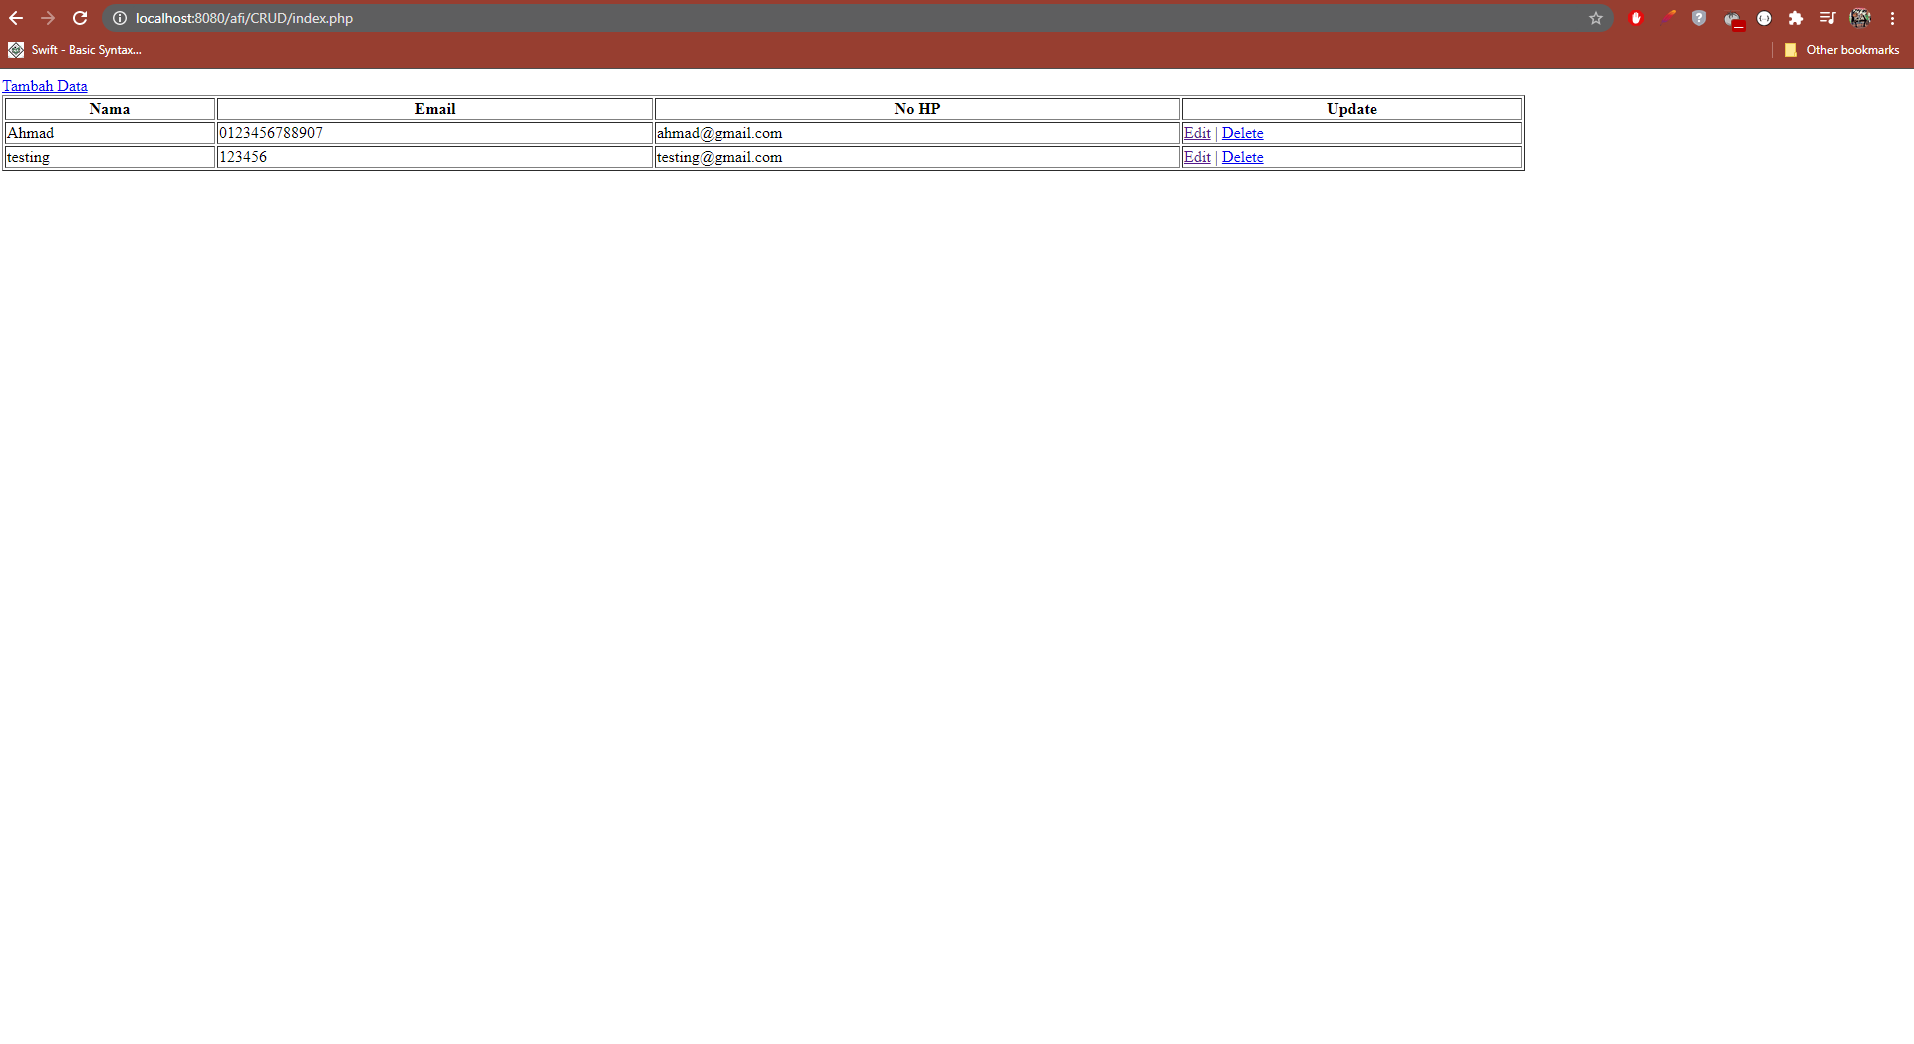 localhost:8080/afi/CRUD/index.php
Swift - Basic Syntax... Other bookmarks
Tambah Data
Nama Email No HP Update
Ahmad 0123456788907 ahmad@gmail.com Edit | Delete
testing 123456 testing@gmail.com Edit | Delete